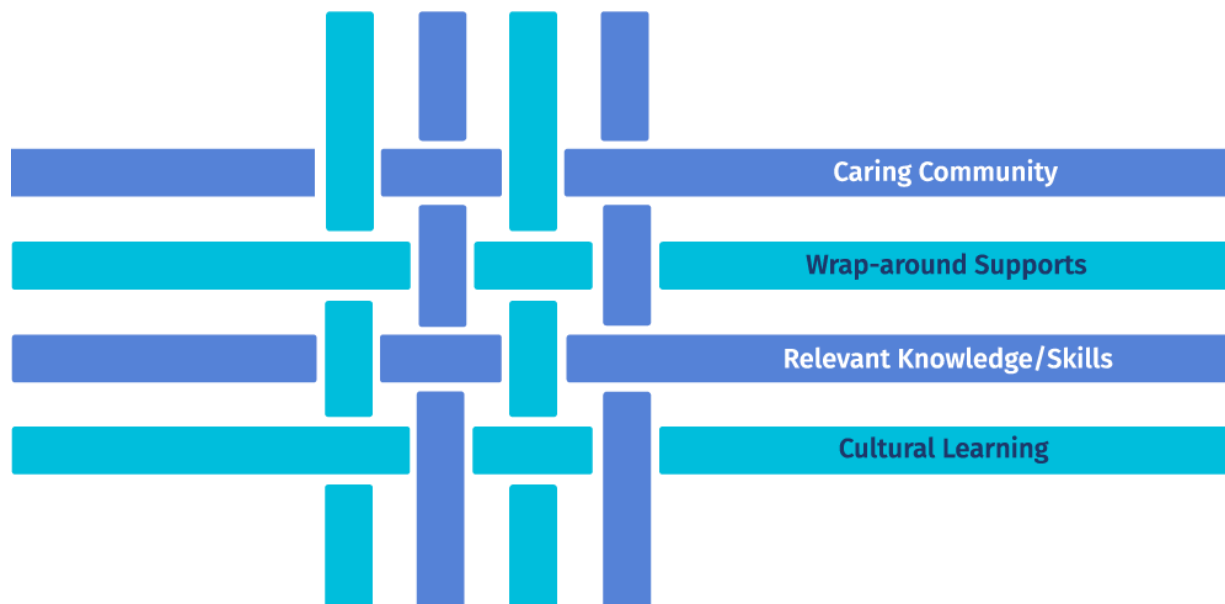 Caring Community
Wrap-around Supports
Relevant Knowledge/Skills
Cultural Learning